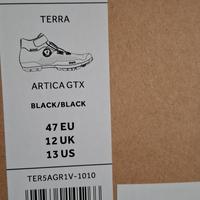 TERRA
ARTICA GTX
BLACK/BLACK
47 EU
12 UK
13 US
TER5AGR1V-1010